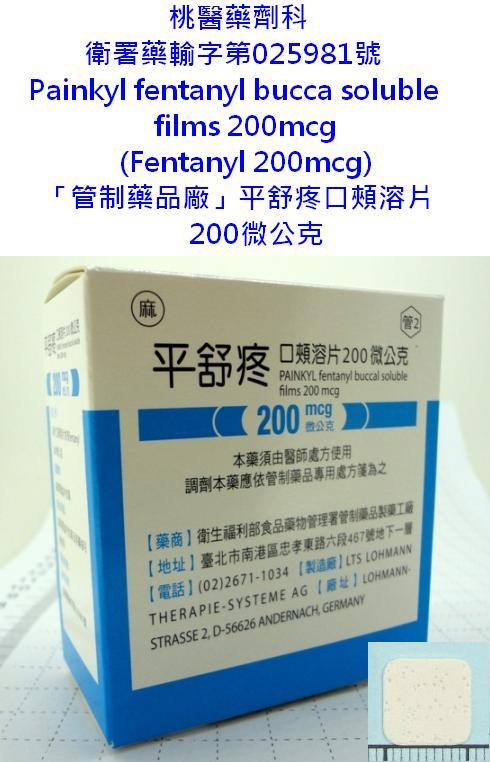 桃醫藥劑科
衛署藥輸字第025981號
Painkyl fentanyl bucca soluble
films 200mcg
(Fentanyl 200mcg)
「管制藥品廠」平舒疼口頰溶片
200微公克
麻
管2
平舒疼 口頰溶片200微公克
PAINKYL fentanyl buccal soluble
films 200 mcg
200 mcg
微公克
本藥須由醫師處方使用
調劑本藥應依管制藥品專用處方箋為之
【藥商】衛生福利部食品藥物管理署管制藥品製藥工廠
【地址】臺北市南港區忠孝東路六段467號地下一層
【電話】(02)2671-1034 【製造廠】LTS LOHMANN
THERAPIE-SYSTEME AG 【廠址】LOHMANN-
STRASSE 2, D-56626 ANDERNACH, GERMANY
平舒疼
200